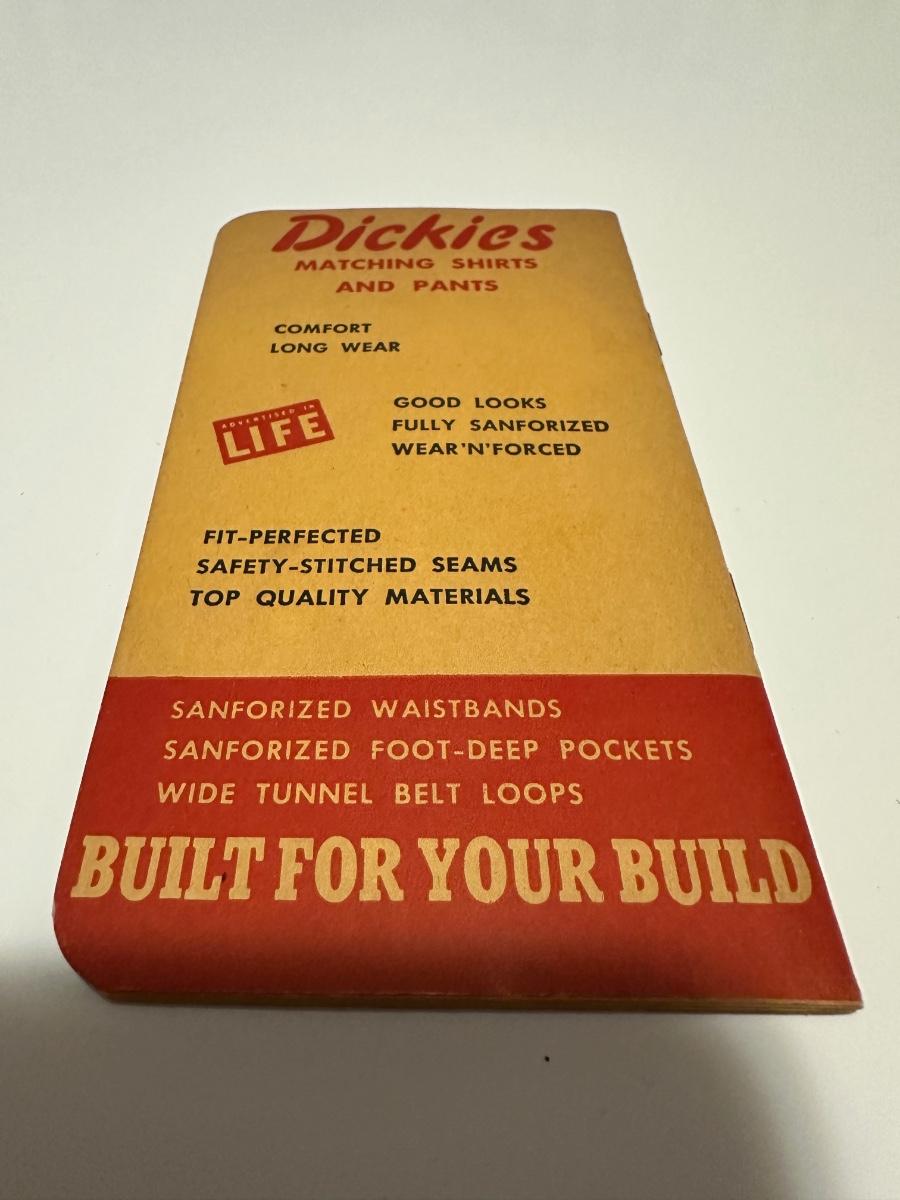 Dickies
MATCHING SHIRTS
AND PANTS
COMFORT
LONG WEAR
ADVERTISED IN
LIFE
GOOD LOOKS
FULLY SANFORIZED
WEAR'N'FORCED
FIT-PERFECTED
SAFETY-STITCHED SEAMS
TOP QUALITY MATERIALS
SANFORIZED WAISTBANDS
SANFORIZED FOOT-DEEP POCKETS
WIDE TUNNEL BELT LOOPS
BUILT FOR YOUR BUILD